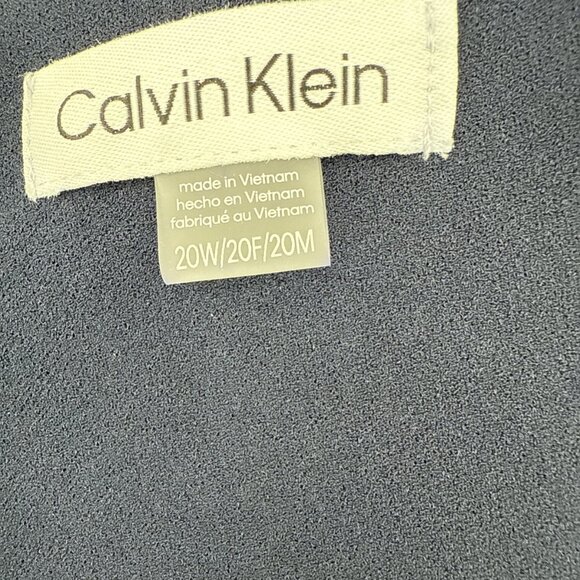 Calvin Klein
made in Vietnam
hecho en Vietnam
fabriqué au Vietnam
20W/20F/20M